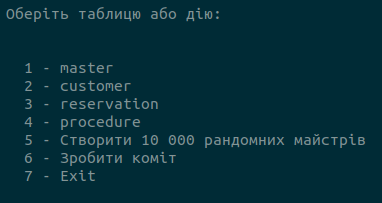 Оберіть таблицю або дію:
1 - master
2 - customer
3 - reservation
4 - procedure
5 - Створити 10 000 рандомних майстрів
6 - Зробити коміт
7 - Exit